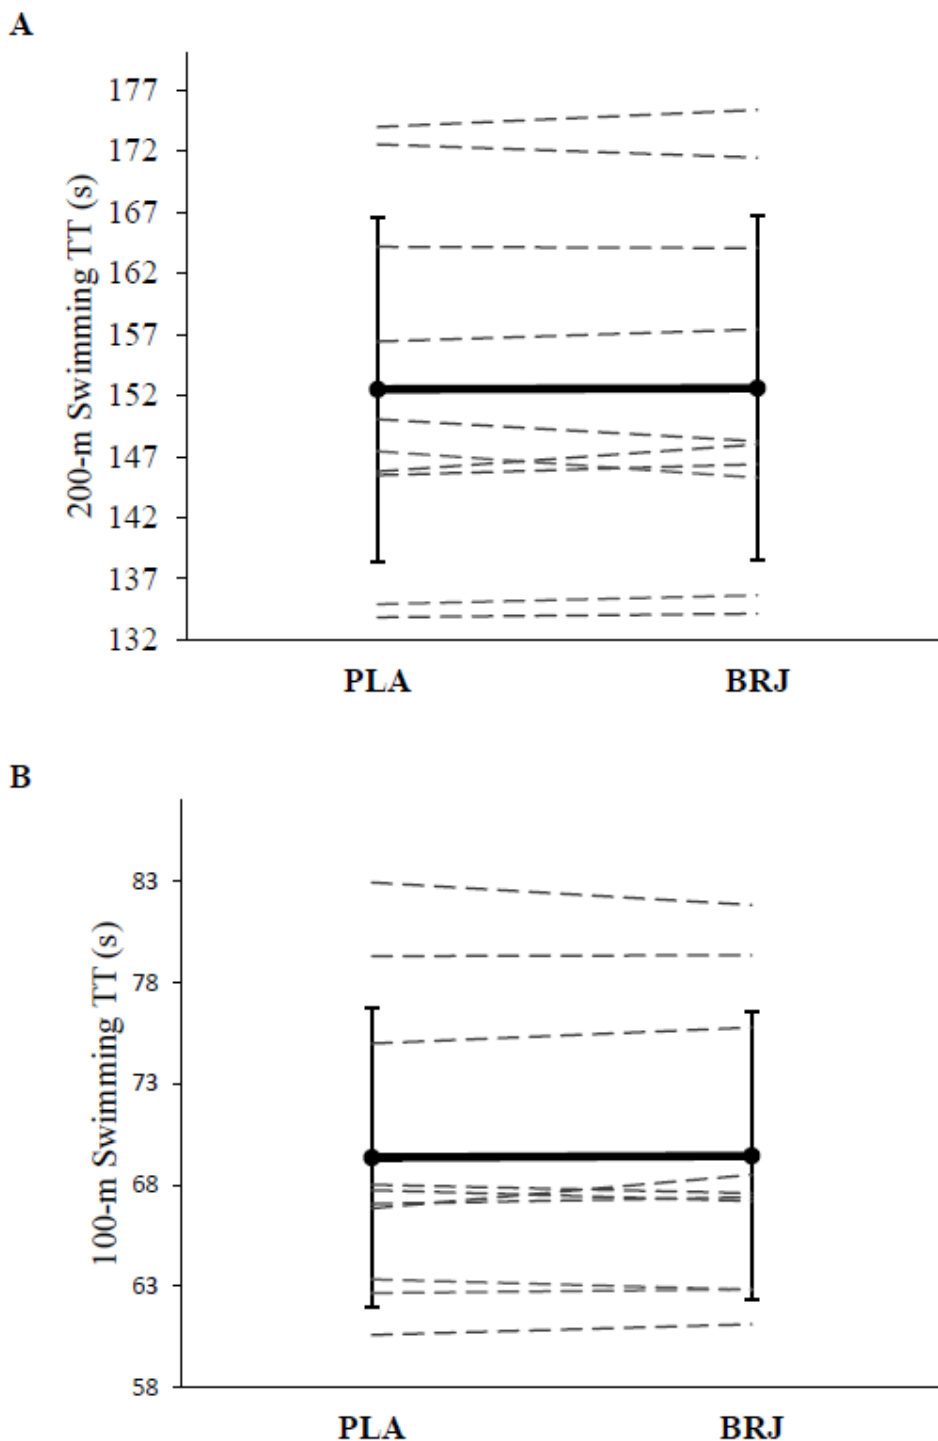 A
200-m Swimming TT (s)
177
172
167
162
157
152
147
142
137
132
PLA BRJ
B
100-m Swimming TT (s)
83
78
73
68
63
58
PLA BRJ